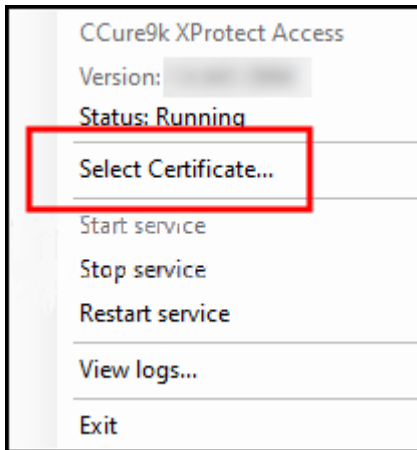 CCure9k XProtect Access
Version:
Status: Running
Select Certificate...
Start service
Stop service
Restart service
View logs...
Exit